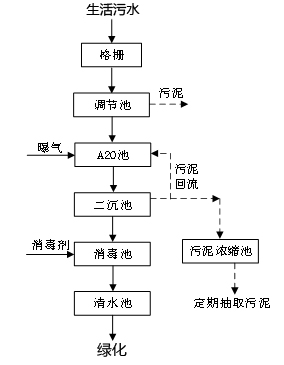 生活污水
格栅
调节池
污泥
曝气
A2O池
污泥
回流
二沉池
消毒剂
消毒池
污泥浓缩池
清水池
定期抽取污泥
绿化